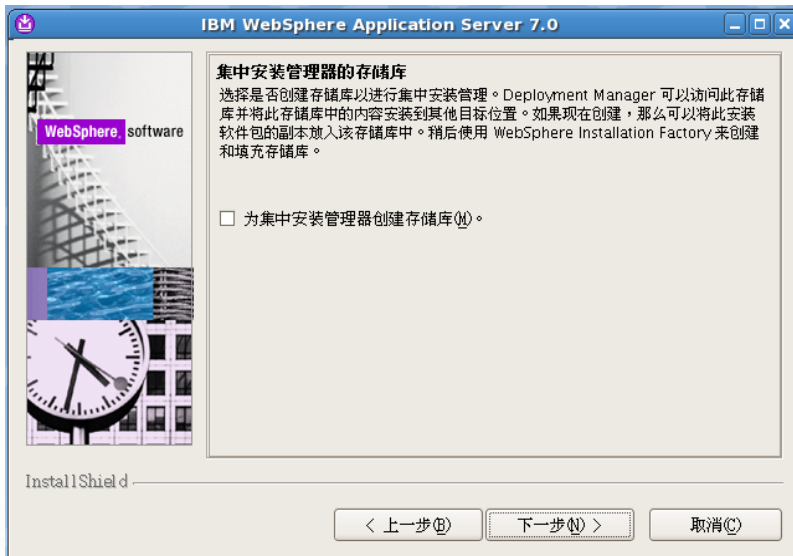 IBM WebSphere Application Server 7.0
集中安装管理器的存储库
选择是否创建存储库以进行集中安装管理。Deployment Manager 可以访问此存储
库并将此存储库中的内容安装到其他目标位置。如果现在创建，那么可以将此安装
软件包的副本放入该存储库中。稍后使用 WebSphere Installation Factory 来创建
和填充存储库。
WebSphere. software
为集中安装管理器创建存储库(M)。
InstallShield
< 上一步(B)
下一步(N) >
取消(C)